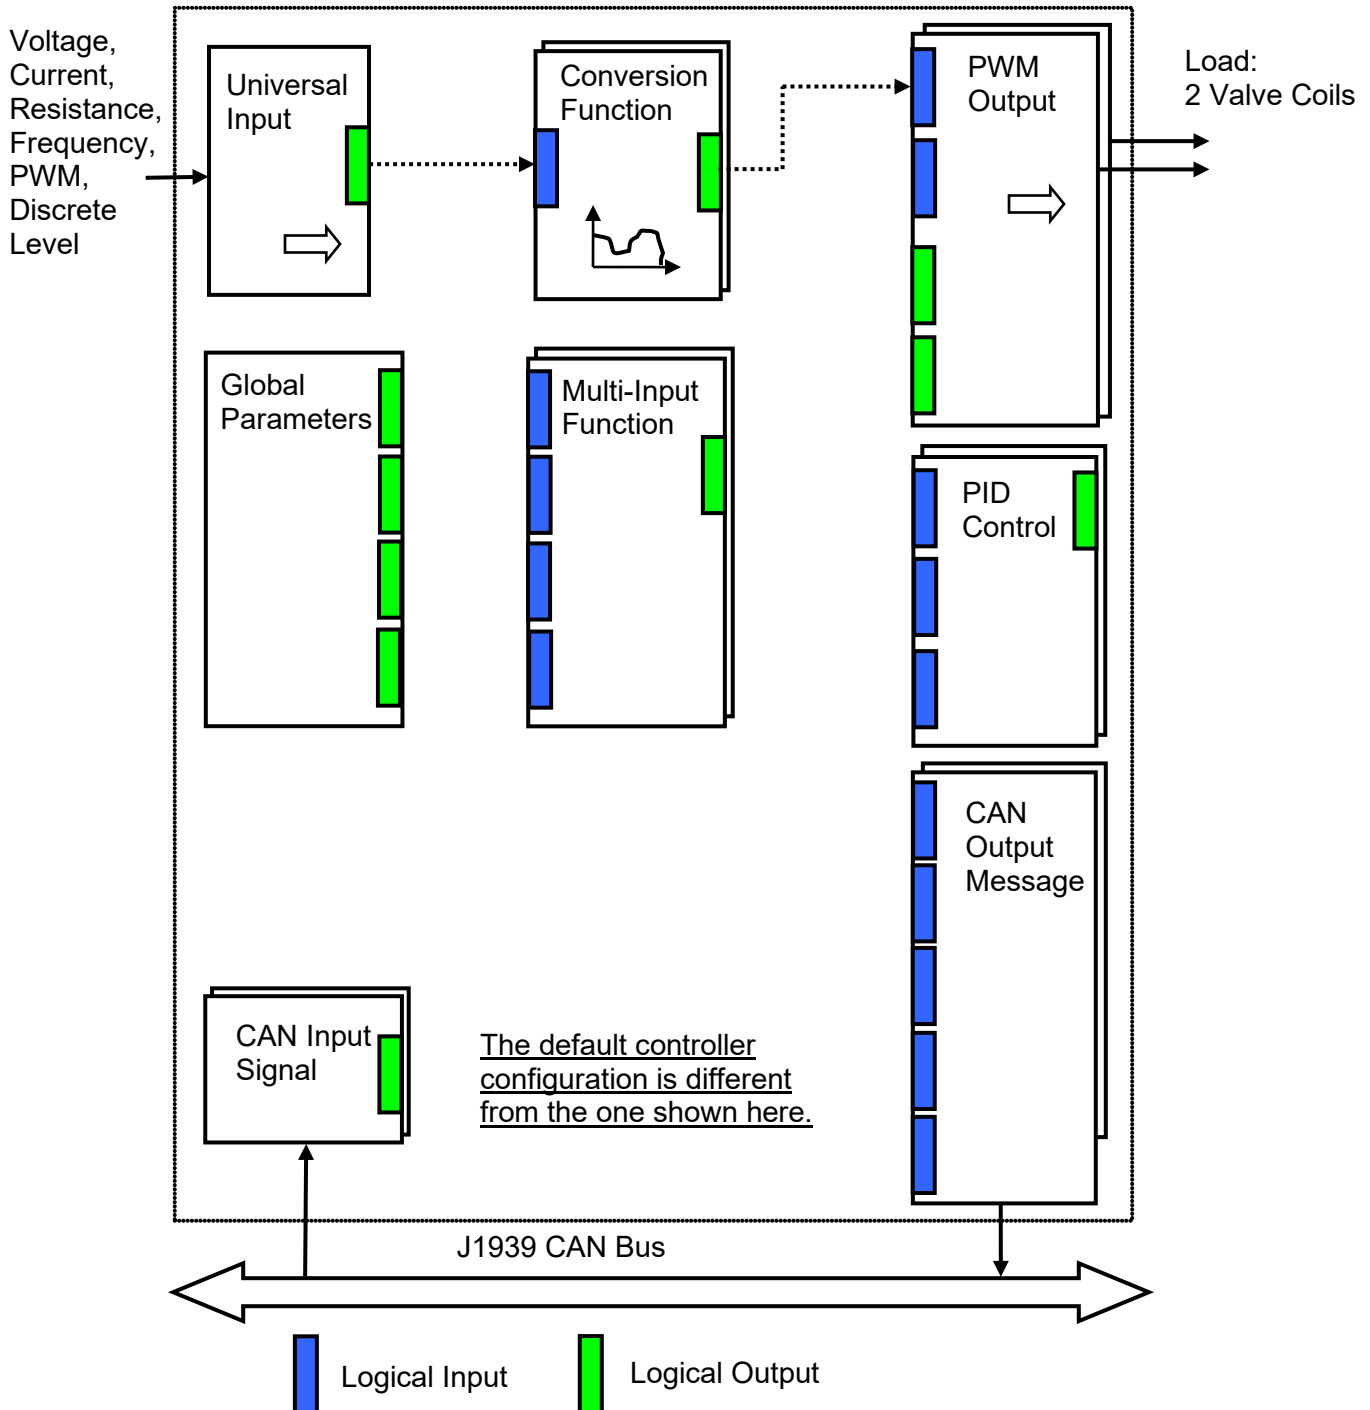 Voltage,
Current,
Resistance,
Frequency,
PWM,
Discrete
Level
Universal
Input
Conversion
Function
PWM
Output
Load:
2 Valve Coils
Global
Parameters
Multi-Input
Function
PID
Control
CAN
Output
Message
CAN Input
Signal
The default controller
configuration is different
from the one shown here.
J1939 CAN Bus
Logical Input
Logical Output